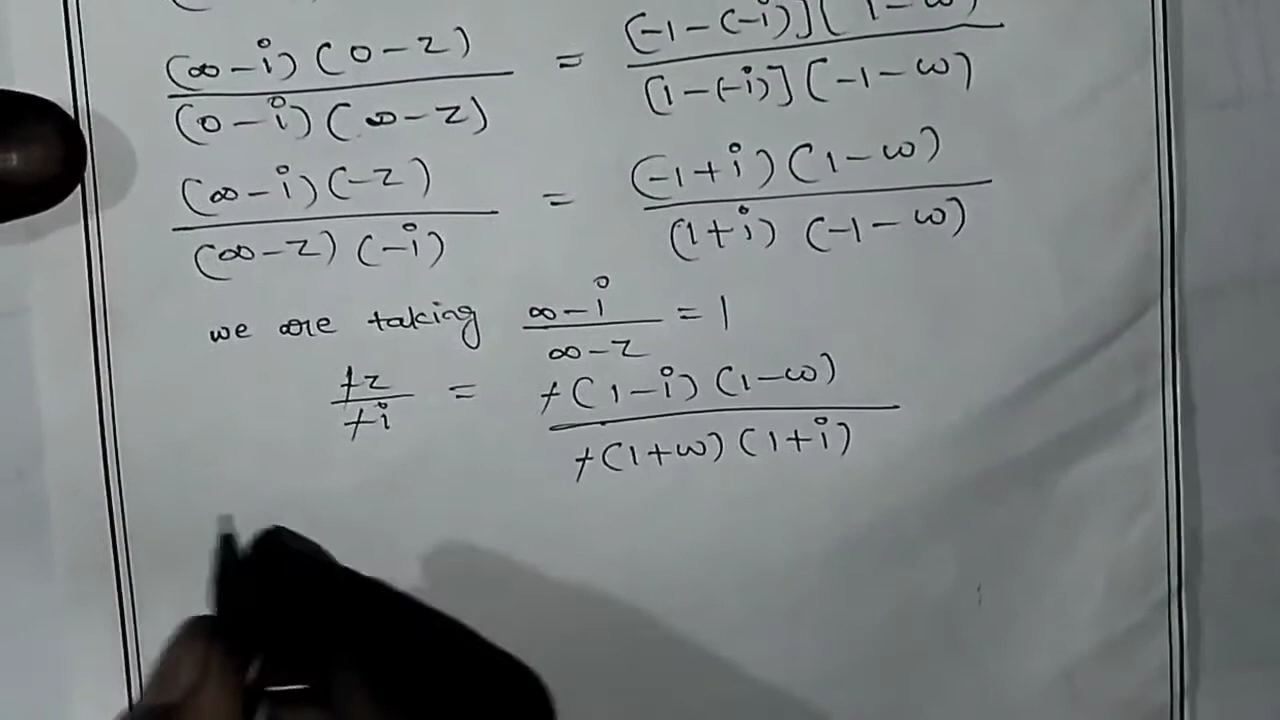 (∞-i)(0-z) / (0-i)(∞-z) = (-1-(-i)](1-ω) / [1-(-i)](-1-ω)
(∞-i)(-z) / (∞-z)(-i) = (-1+i)(1-ω) / (1+i)(-1-ω)
we are taking ∞-i / ∞-z = 1
+z / +i = +(1-i)(1-ω) / +(1+ω)(1+i)